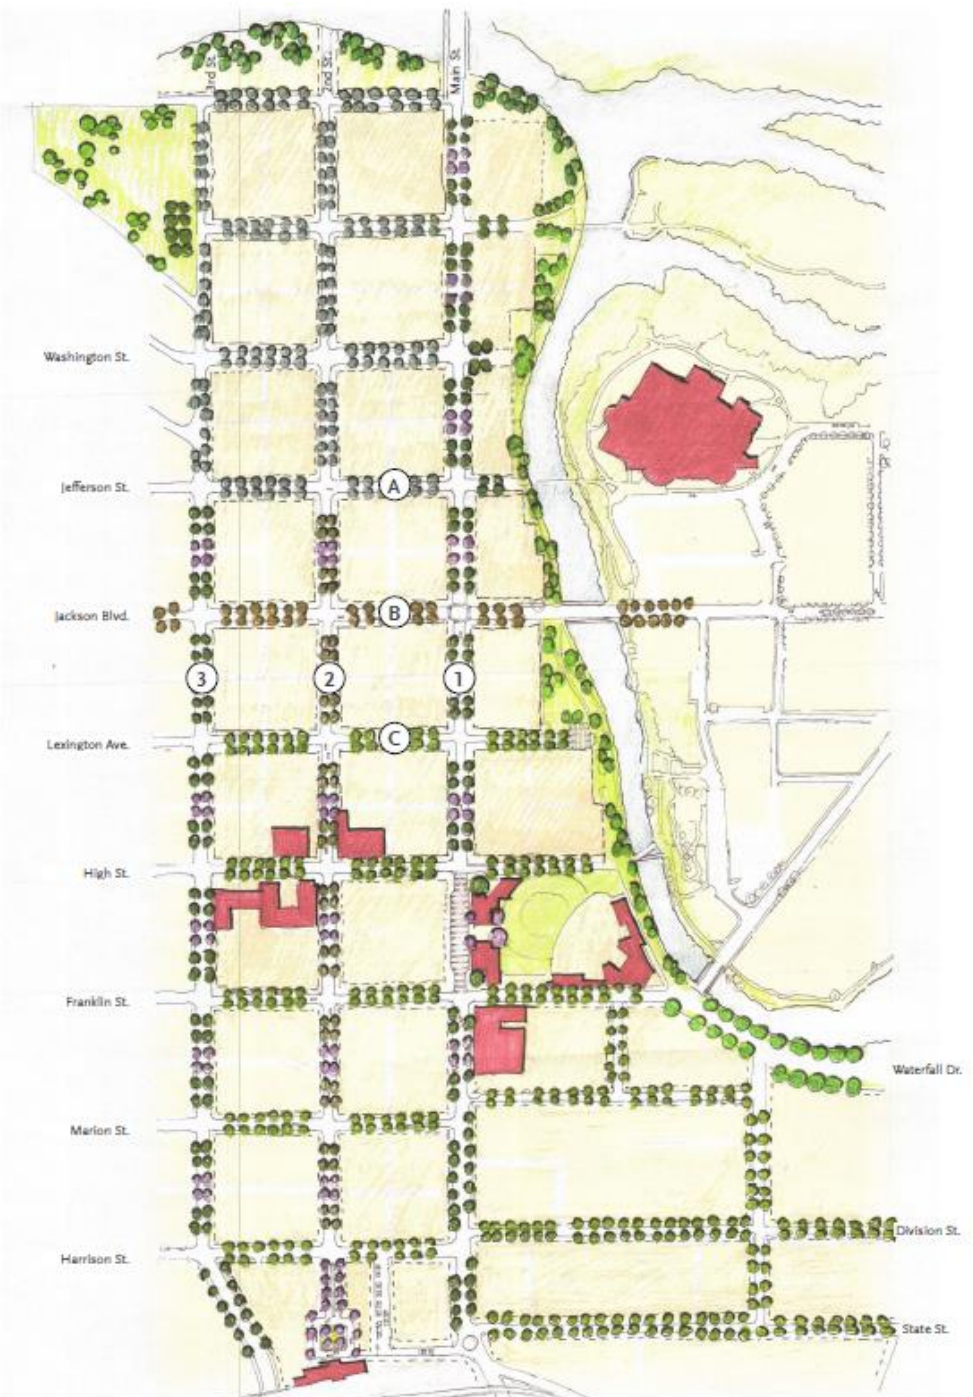 3rd St.
2nd St.
Main St.
Washington St.
Jefferson St.
A
Jackson Blvd.
B
3
2
1
Lexington Ave.
C
High St.
Franklin St.
Waterfall Dr.
Marion St.
Division St.
Harrison St.
State St.